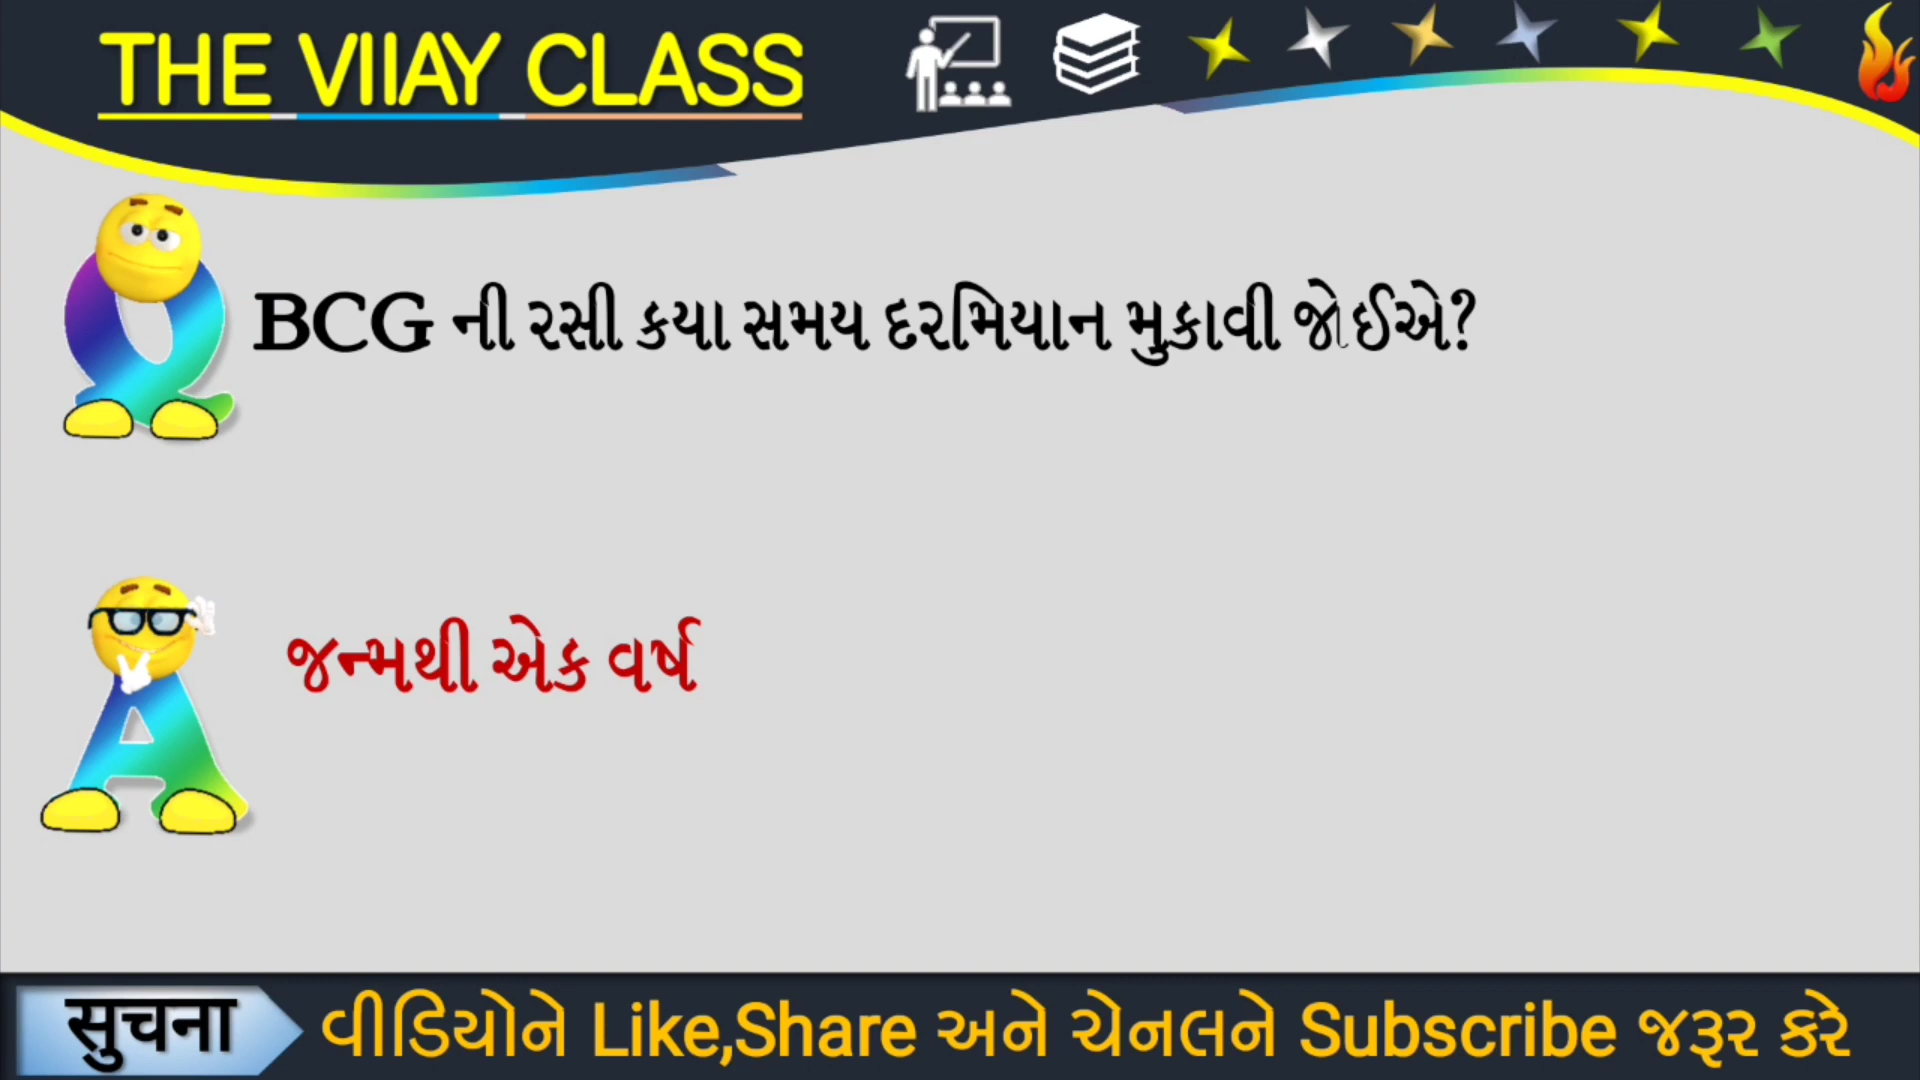 THE VIIAY CLASS
BCG ની રસી કયા સમય દરમિયાન મુકાવી જોઈએ?
જન્મથી એક વર્ષ
सुचना
વીડિયોને Like,Share અને ચેનલને Subscribe જરૂર કરે